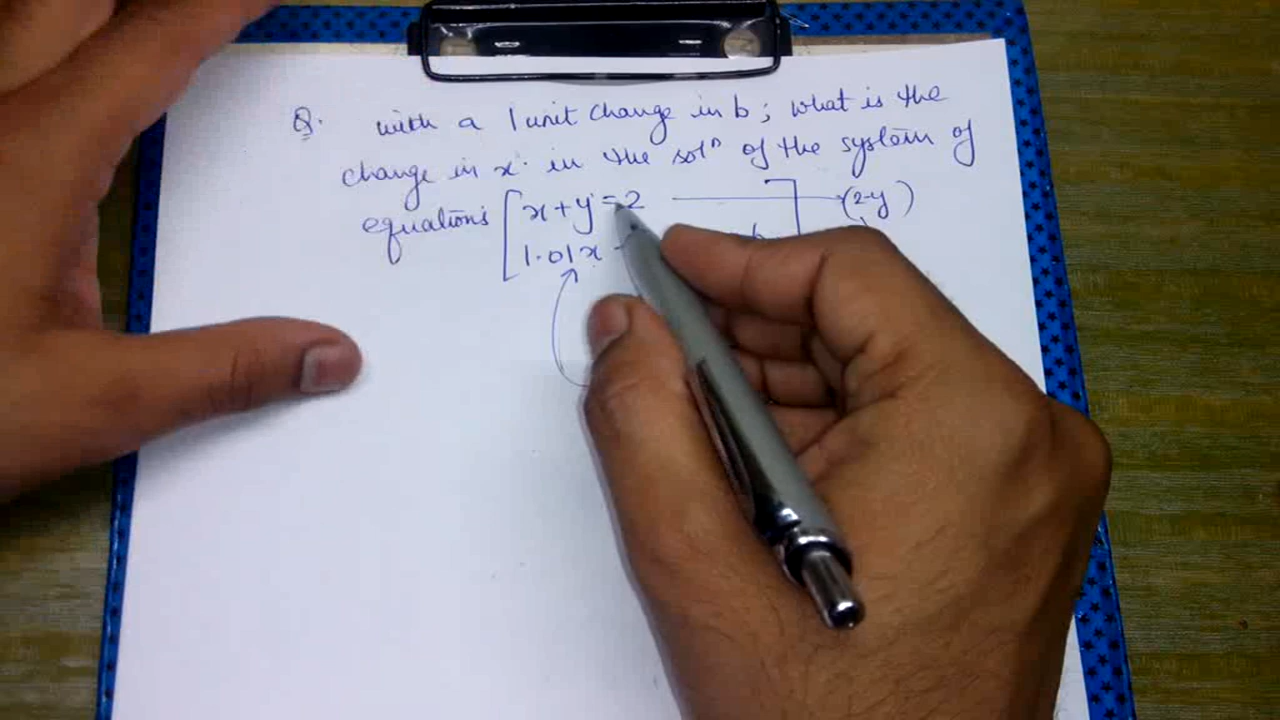 Q. with a 1 unit change in b; what is the
change in x in the solⁿ of the system of
equations x + y = 2 (2-y)
1.01x b